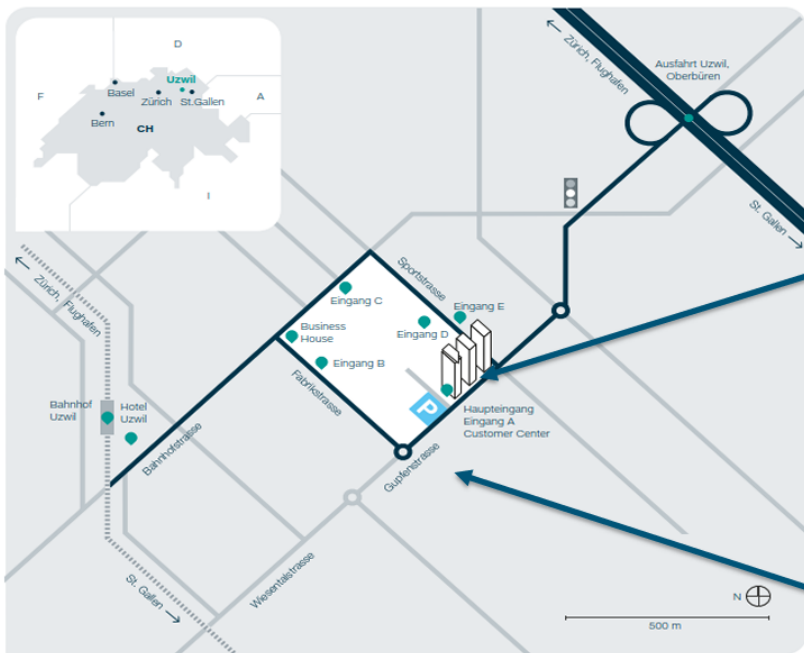 D
Uzwil
F
Basel
Zürich
St.Gallen
A
Bern
CH
I
Zürich, Flughafen
Ausfahrt Uzwil,
Oberbüren
St. Gallen
Zürich, Flughafen
Sportstrasse
Eingang C
Eingang E
Eingang D
Business
House
Eingang B
Fabrikstrasse
Bahnhof
Uzwil
Hotel
Uzwil
Bahnhofstrasse
P
Haupteingang
Eingang A
Customer Center
Gupfenstrasse
Wiesentalstrasse
St. Gallen
N
500 m